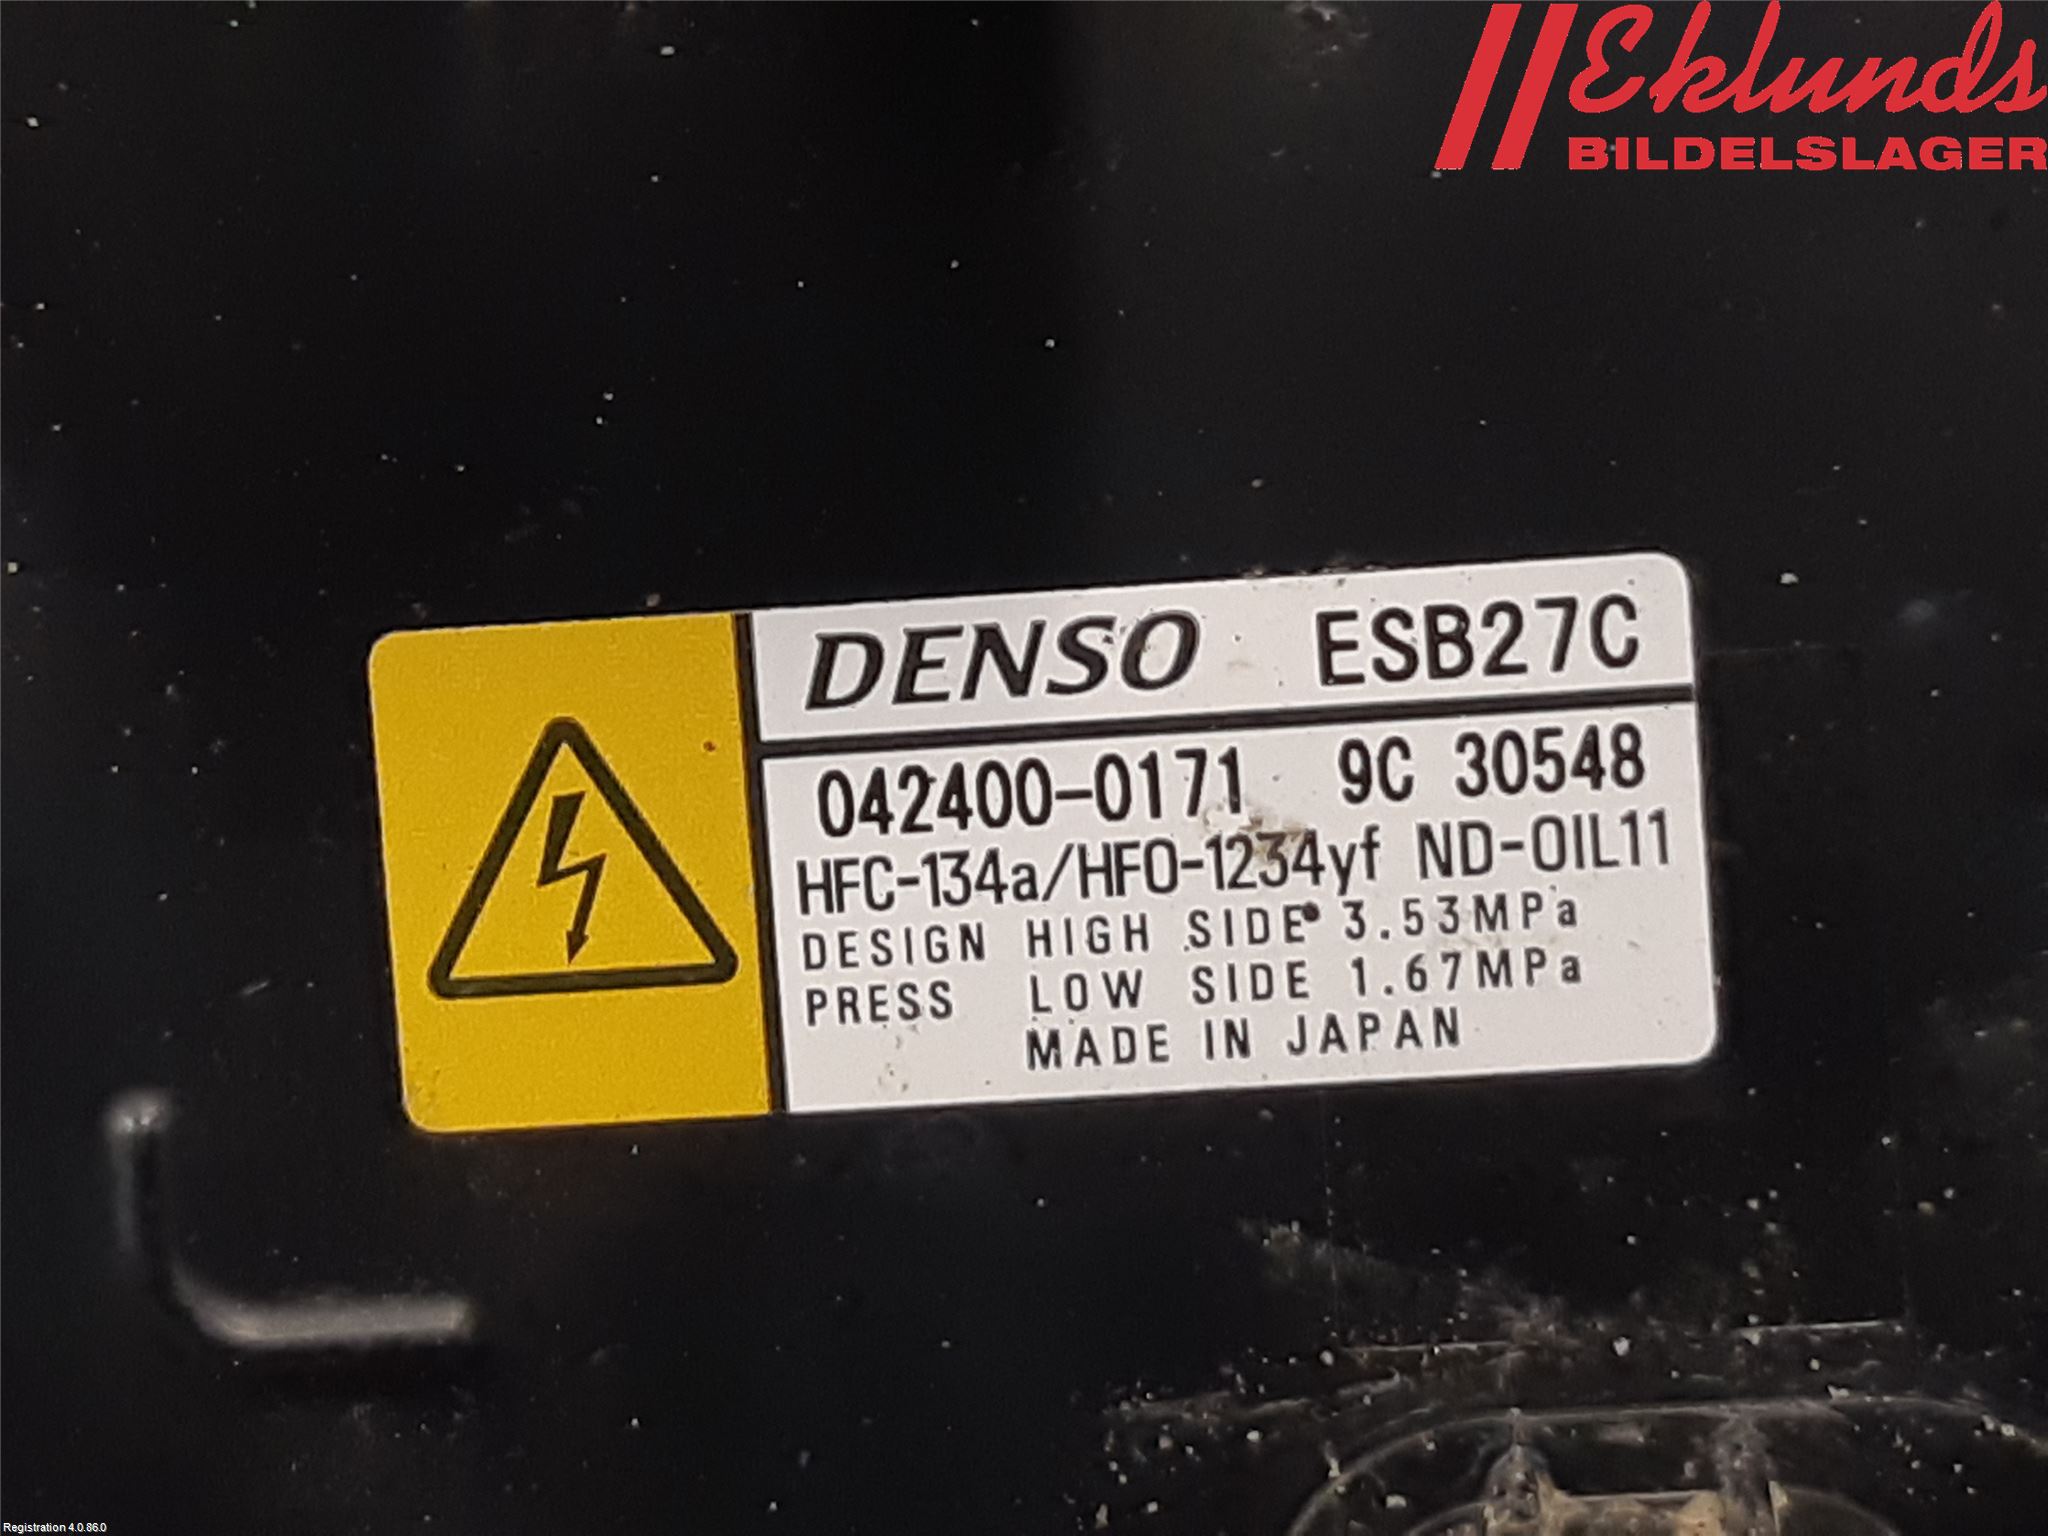 Eklunds
BILDELSLAGER
DENSO ESB27C
042400-0171 9C 30548
HFC-134a/HFO-1234yf ND-OIL11
DESIGN HIGH SIDE 3.53MPa
PRESS LOW SIDE 1.67MPa
MADE IN JAPAN
Registration 4.0.86.0